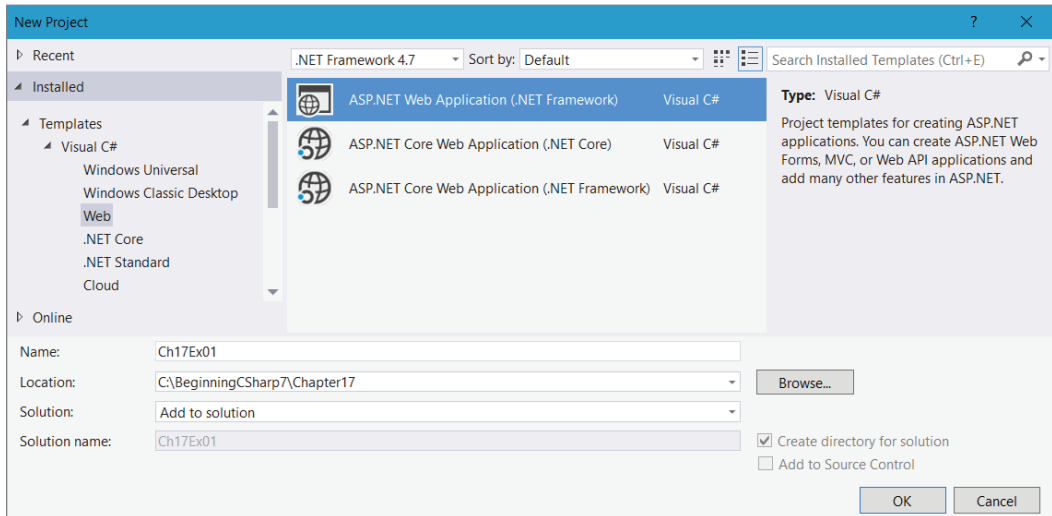 New Project ?
Recent
.NET Framework 4.7 Sort by: Default Search Installed Templates (Ctrl+E)
Installed
Templates
Visual C#
Windows Universal
Windows Classic Desktop
Web
.NET Core
.NET Standard
Cloud
Online
ASP.NET Web Application (.NET Framework) Visual C#
ASP.NET Core Web Application (.NET Core) Visual C#
ASP.NET Core Web Application (.NET Framework) Visual C#
Type: Visual C#
Project templates for creating ASP.NET
applications. You can create ASP.NET Web
Forms, MVC, or Web API applications and
add many other features in ASP.NET.
Name: Ch17Ex01
Location: C:\BeginningCSharp7\Chapter17 Browse...
Solution: Add to solution
Solution name: Ch17Ex01 Create directory for solution
Add to Source Control
OK Cancel